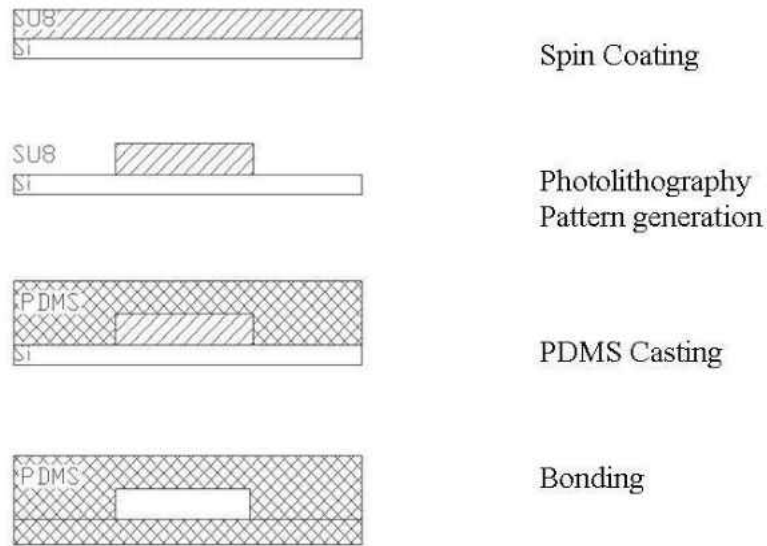 SU8
Si
Spin Coating
SU8
Si
Photolithography
Pattern generation
PDMS
Si
PDMS Casting
PDMS
Bonding